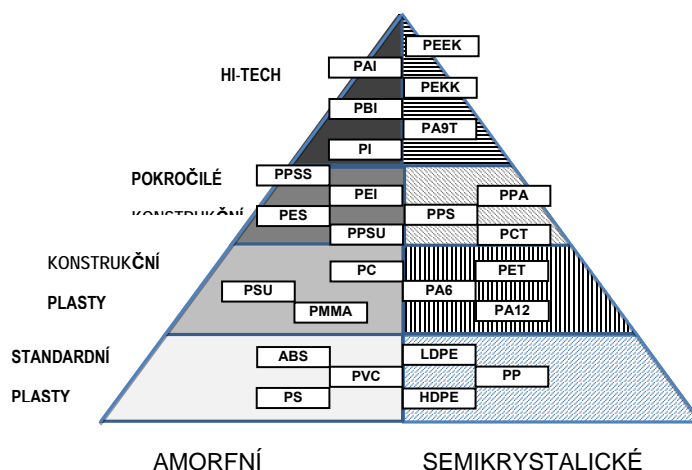 PEEK
HI-TECH PAI
PEKK
PBI
PA9T
PI
POKROČILÉ PPSS
PEI PPA
KONSTRUKČNÍ PES PPS
PPSU PCT
KONSTRUKČNÍ PC PET
PSU PA6
PLASTY PMMA PA12
STANDARDNÍ ABS LDPE
PVC PP
PLASTY PS HDPE
AMORFNÍ SEMIKRYSTALICKÉ